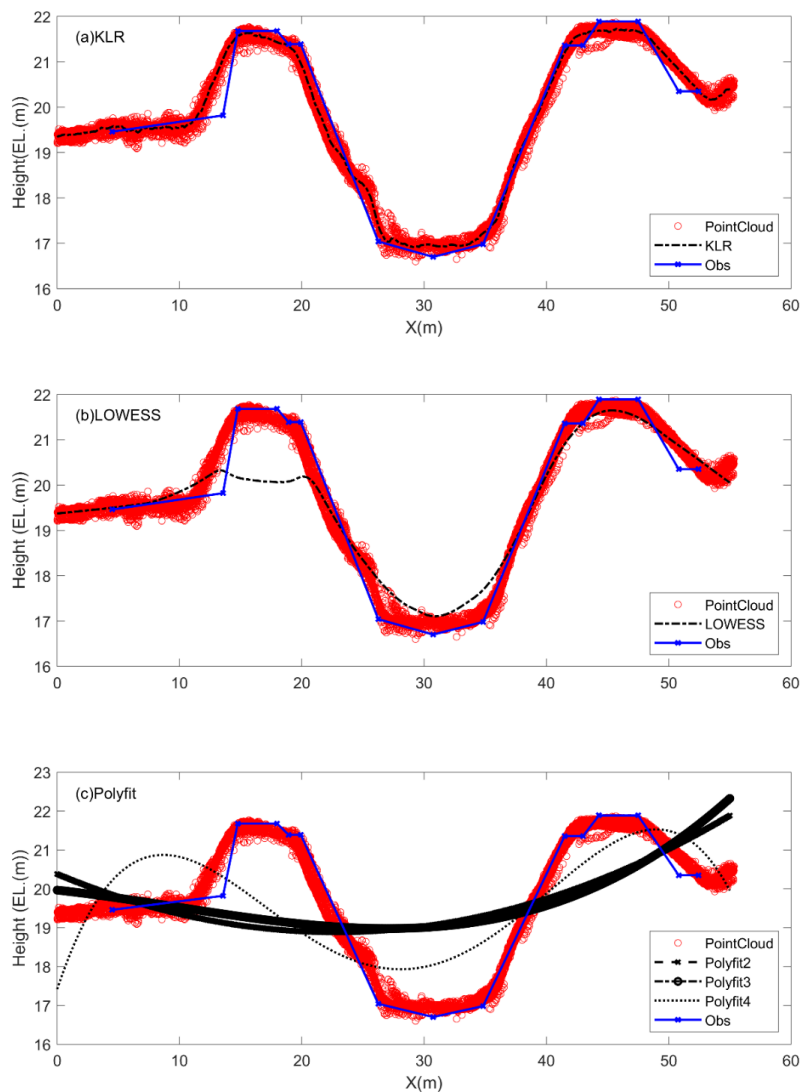 22
(a)KLR
21
20
19
18
17
16
Height(EL.(m))
PointCloud
KLR
Obs
0 10 20 30 40 50 60
X(m)
22
(b)LOWESS
21
20
19
18
17
16
Height (EL.(m))
PointCloud
LOWESS
Obs
0 10 20 30 40 50 60
23
(c)Polyfit
22
21
20
19
18
17
16
Height (EL.(m))
PointCloud
Polyfit2
Polyfit3
Polyfit4
Obs
0 10 20 30 40 50 60
X(m)